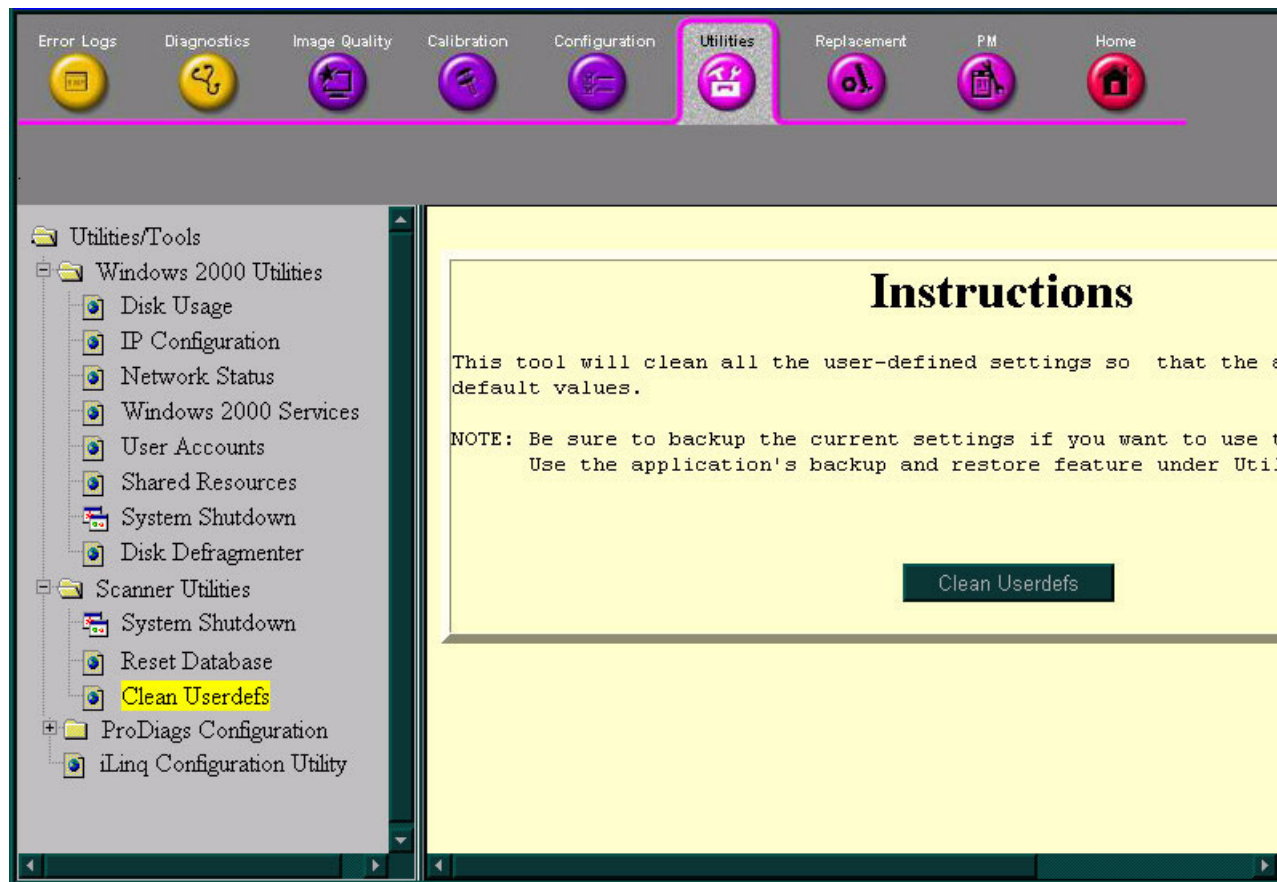 Error Logs
Diagnostics
Image Quality
Calibration
Configuration
Utilities
Replacement
PM
Home
Utilities/Tools
Windows 2000 Utilities
Disk Usage
IP Configuration
Network Status
Windows 2000 Services
User Accounts
Shared Resources
System Shutdown
Disk Defragmenter
Scanner Utilities
System Shutdown
Reset Database
Clean Userdefs
ProDiags Configuration
iLinq Configuration Utility
Instructions
This tool will clean all the user-defined settings so that the
default values.
NOTE: Be sure to backup the current settings if you want to use
Use the application's backup and restore feature under
Clean Userdefs